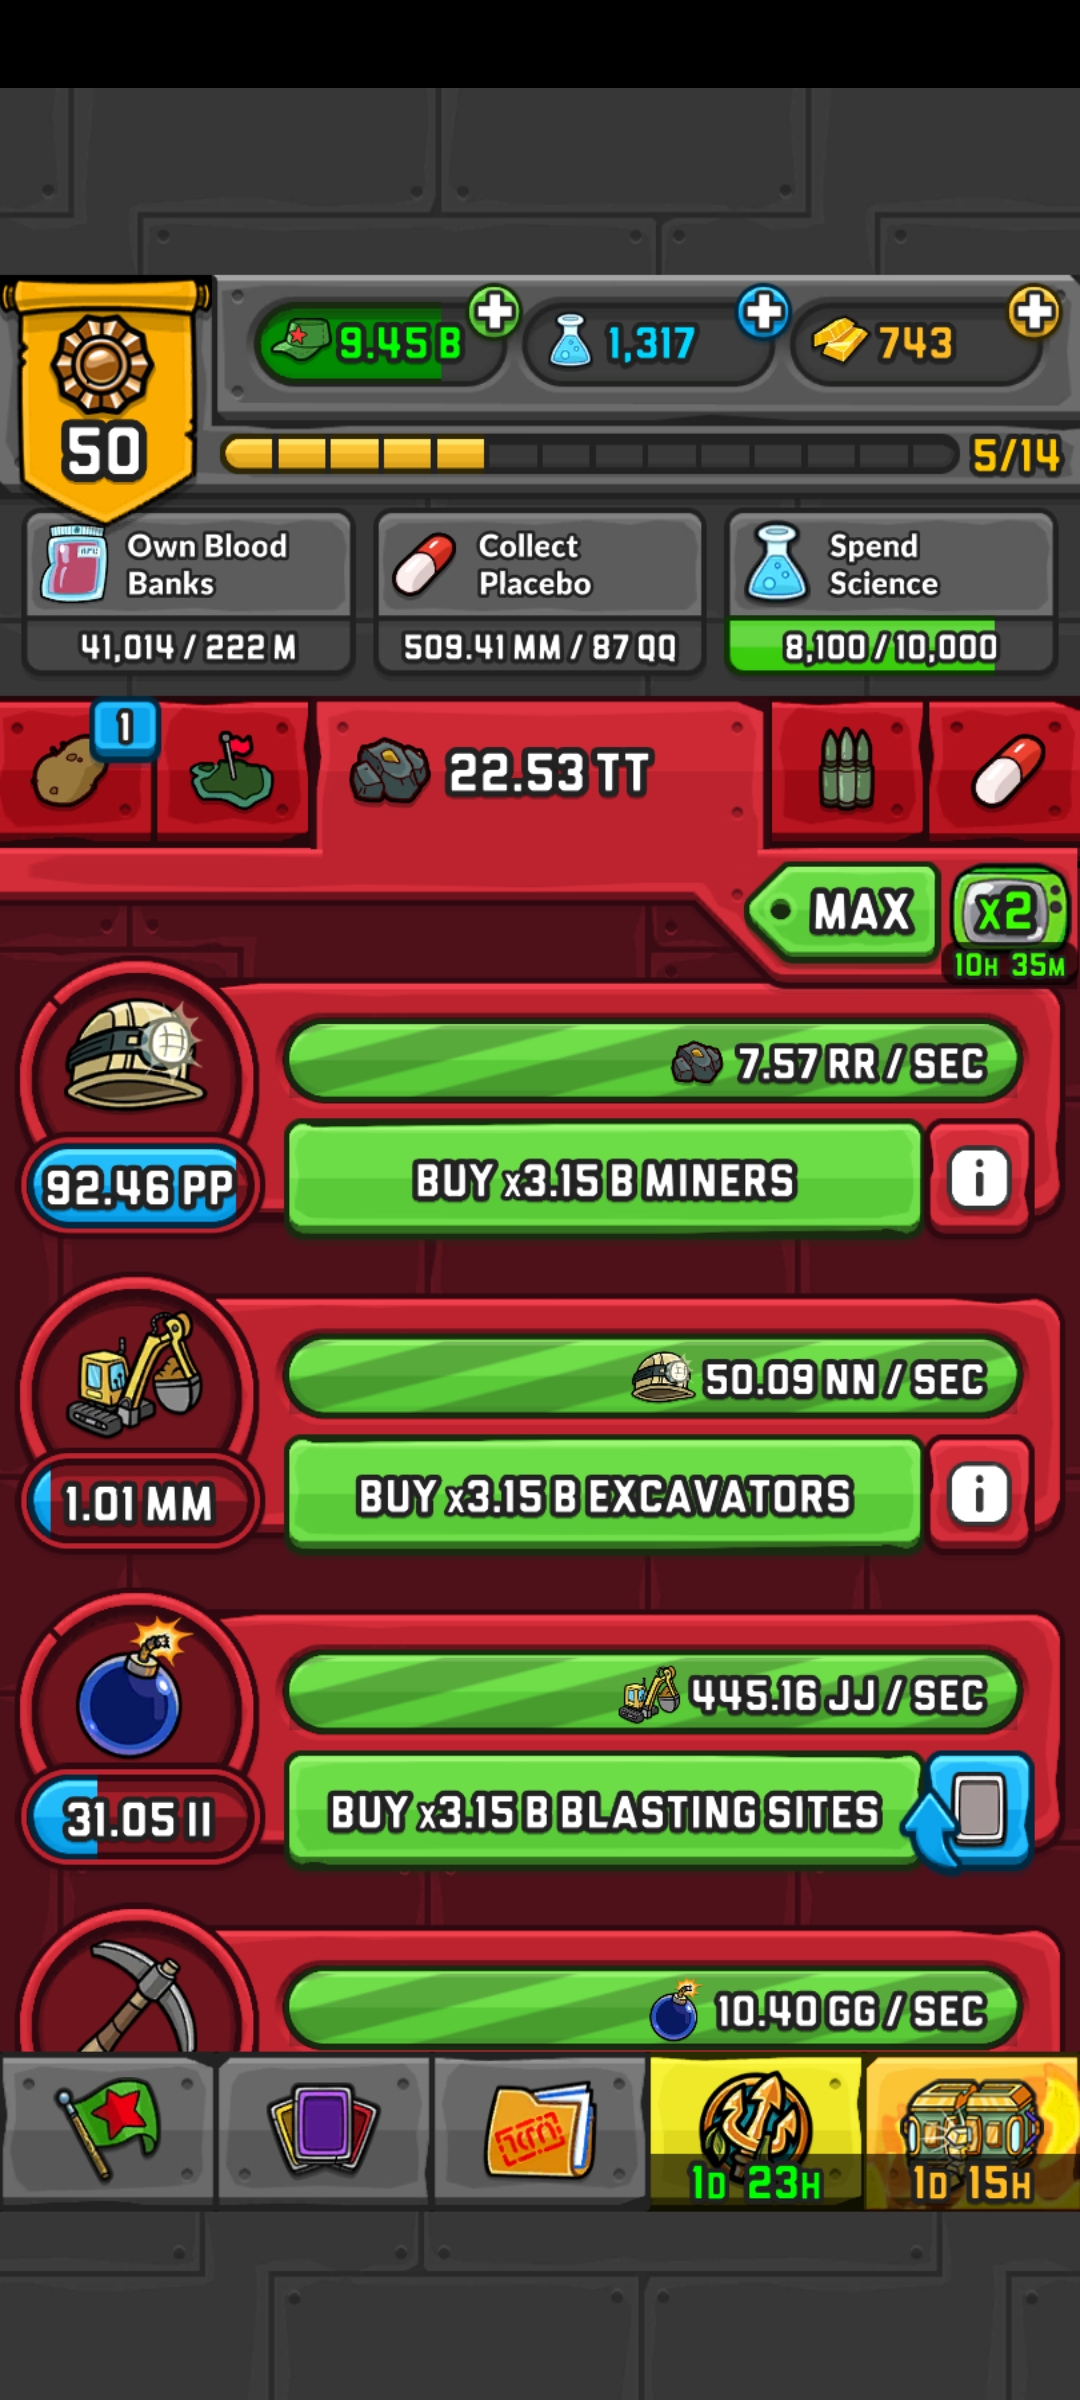 9.45 B
1,317
743
50
5/14
Own Blood Banks
41,014 / 222 M
Collect Placebo
509.41 MM / 87 QQ
Spend Science
8,100 / 10,000
1
22.53 TT
MAX
x2
10H 35M
7.57 RR / SEC
92.46 PP
BUY x3.15 B MINERS
i
50.09 NN / SEC
1.01 MM
BUY x3.15 B EXCAVATORS
i
445.16 JJ / SEC
31.05 II
BUY x3.15 B BLASTING SITES
10.40 GG / SEC
1D 23H
1D 15H